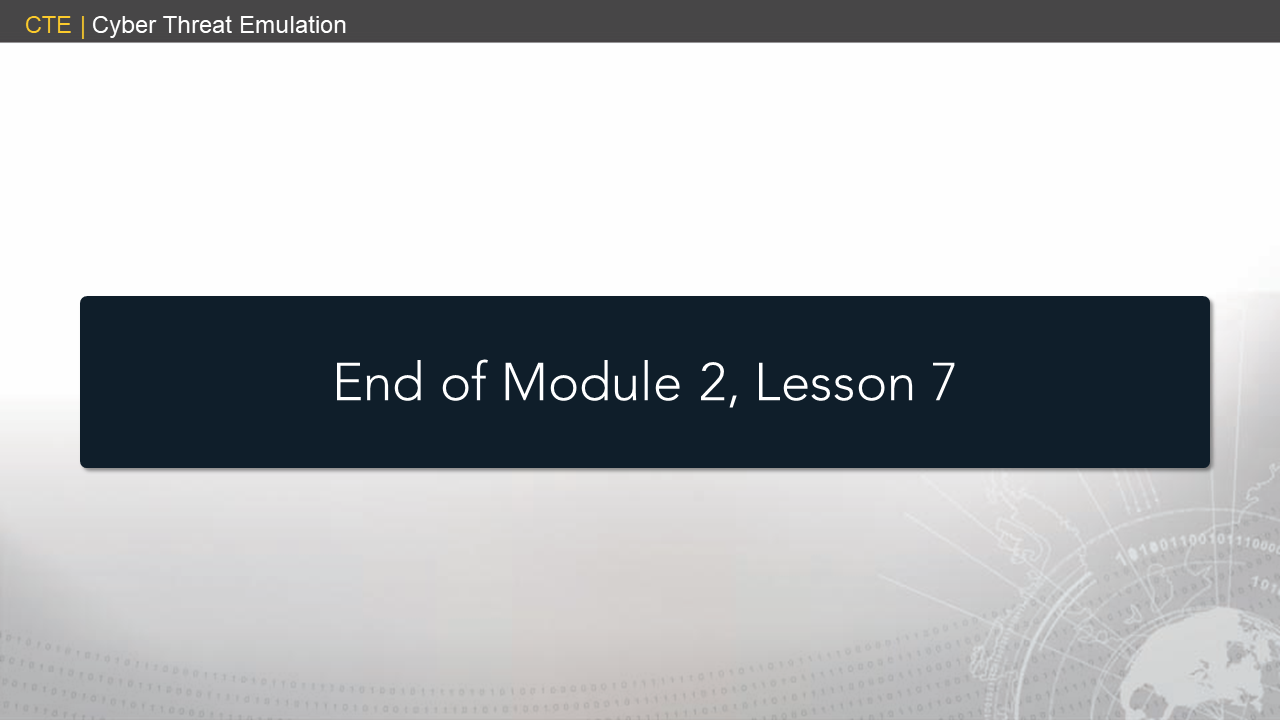 CTE | Cyber Threat Emulation
End of Module 2, Lesson 7